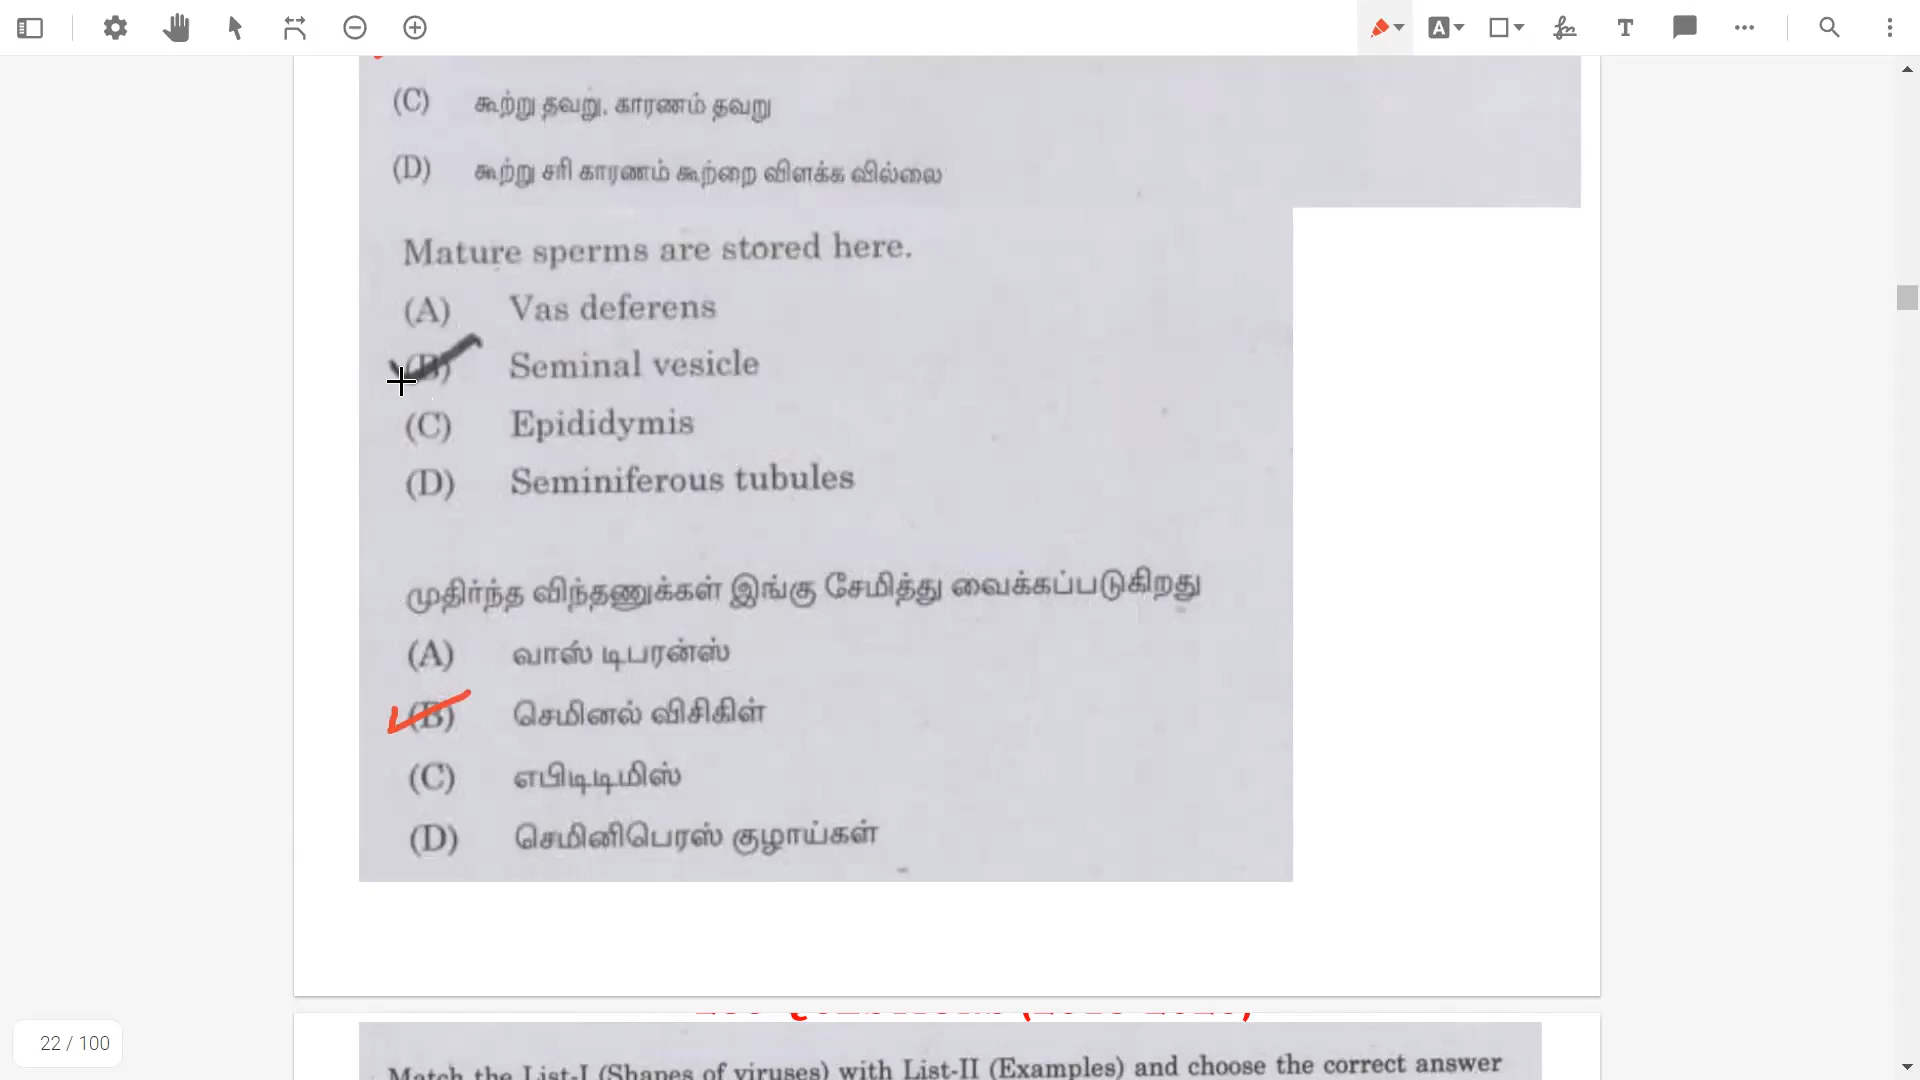 (C) கூற்று தவறு, காரணம் தவறு
(D) கூற்று சரி காரணம் கூற்றை விளக்க வில்லை
Mature sperms are stored here.
(A) Vas deferens
(B) Seminal vesicle
(C) Epididymis
(D) Seminiferous tubules
முதிர்ந்த விந்தணுக்கள் இங்கு சேமித்து வைக்கப்படுகிறது
(A) வாஸ் டிபரன்ஸ்
(B) செமினல் விசிகிள்
(C) எபிடிடிமிஸ்
(D) செமினிபெரஸ் குழாய்கள்
22 / 100
Match the List-I (Shapes of viruses) with List-II (Examples) and choose the correct answer